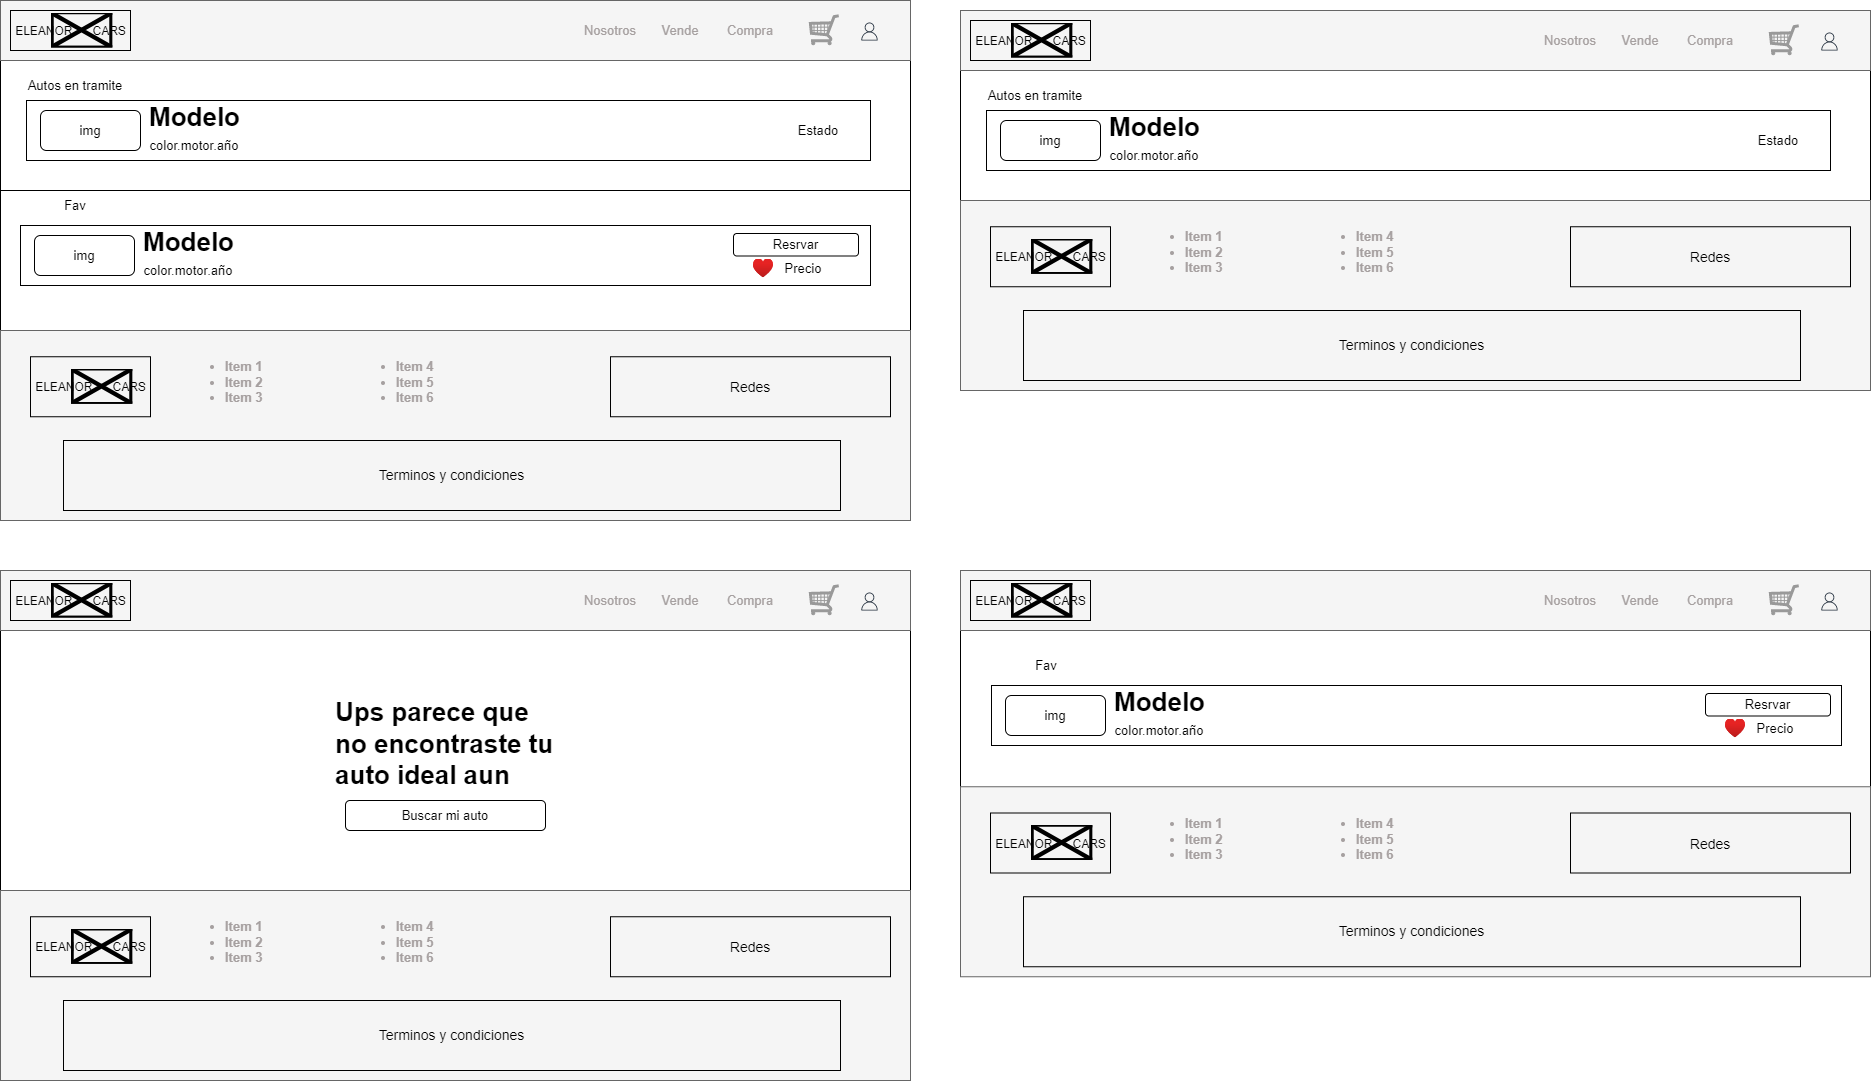 ELEANOR CARS
Nosotros Vende Compra
Autos en tramite
img
Modelo
color.motor.año
Estado
Fav
img
Modelo
color.motor.año
Resrvar
Precio
ELEANOR CARS
Item 1
Item 2
Item 3
Item 4
Item 5
Item 6
Redes
Terminos y condiciones
ELEANOR CARS
Nosotros Vende Compra
Autos en tramite
img
Modelo
color.motor.año
Estado
ELEANOR CARS
Item 1
Item 2
Item 3
Item 4
Item 5
Item 6
Redes
Terminos y condiciones
ELEANOR CARS
Nosotros Vende Compra
Ups parece que
no encontraste tu
auto ideal aun
Buscar mi auto
ELEANOR CARS
Item 1
Item 2
Item 3
Item 4
Item 5
Item 6
Redes
Terminos y condiciones
ELEANOR CARS
Nosotros Vende Compra
Fav
img
Modelo
color.motor.año
Resrvar
Precio
ELEANOR CARS
Item 1
Item 2
Item 3
Item 4
Item 5
Item 6
Redes
Terminos y condiciones